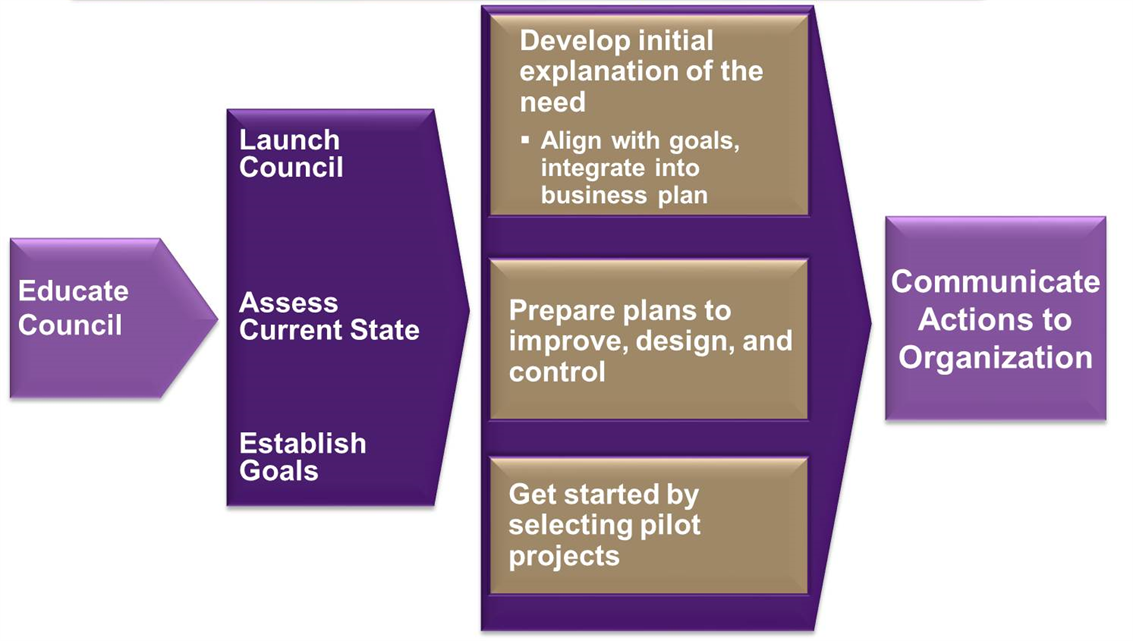 Educate
Council
Launch
Council
Assess
Current State
Establish
Goals
Develop initial
explanation of the
need
▪ Align with goals,
integrate into
business plan
Prepare plans to
improve, design, and
control
Get started by
selecting pilot
projects
Communicate
Actions to
Organization